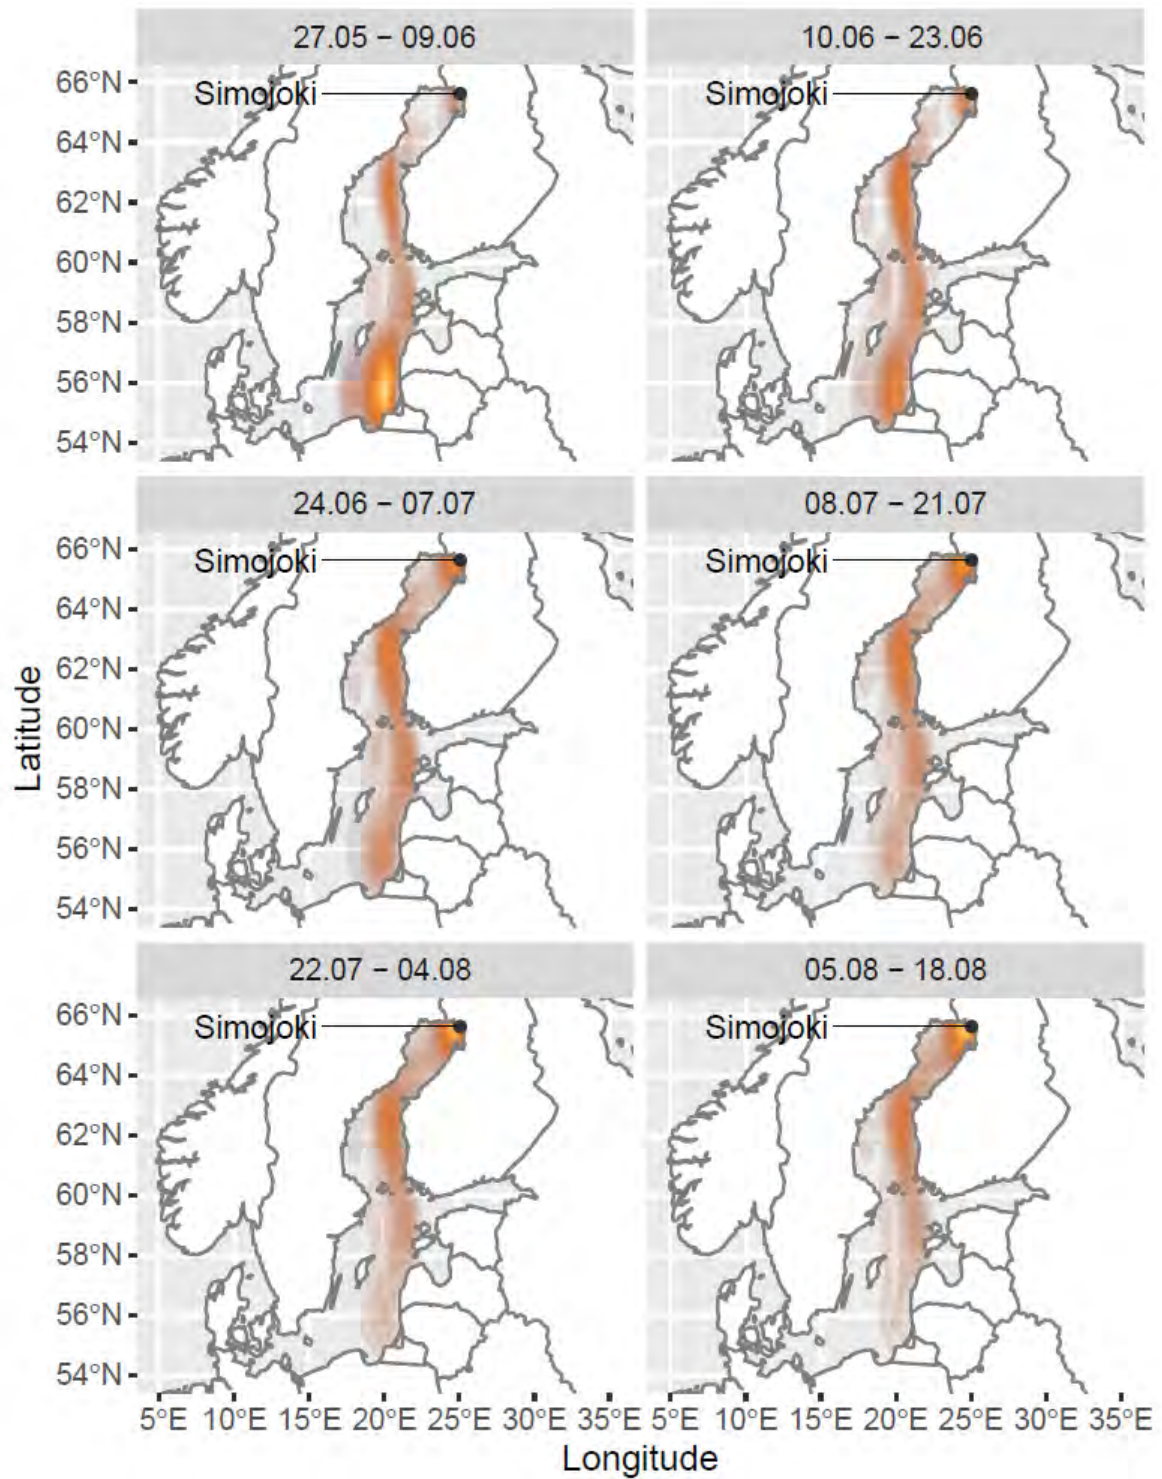 27.05 − 09.06
10.06 − 23.06
66°N
Simojoki
Simojoki
64°N
62°N
60°N
58°N
56°N
54°N
24.06 − 07.07
08.07 − 21.07
66°N
Simojoki
Simojoki
64°N
62°N
60°N
58°N
56°N
54°N
Latitude
22.07 − 04.08
05.08 − 18.08
66°N
Simojoki
Simojoki
64°N
62°N
60°N
58°N
56°N
54°N
5°E 10°E 15°E 20°E 25°E 30°E 35°E 5°E 10°E 15°E 20°E 25°E 30°E 35°E
Longitude